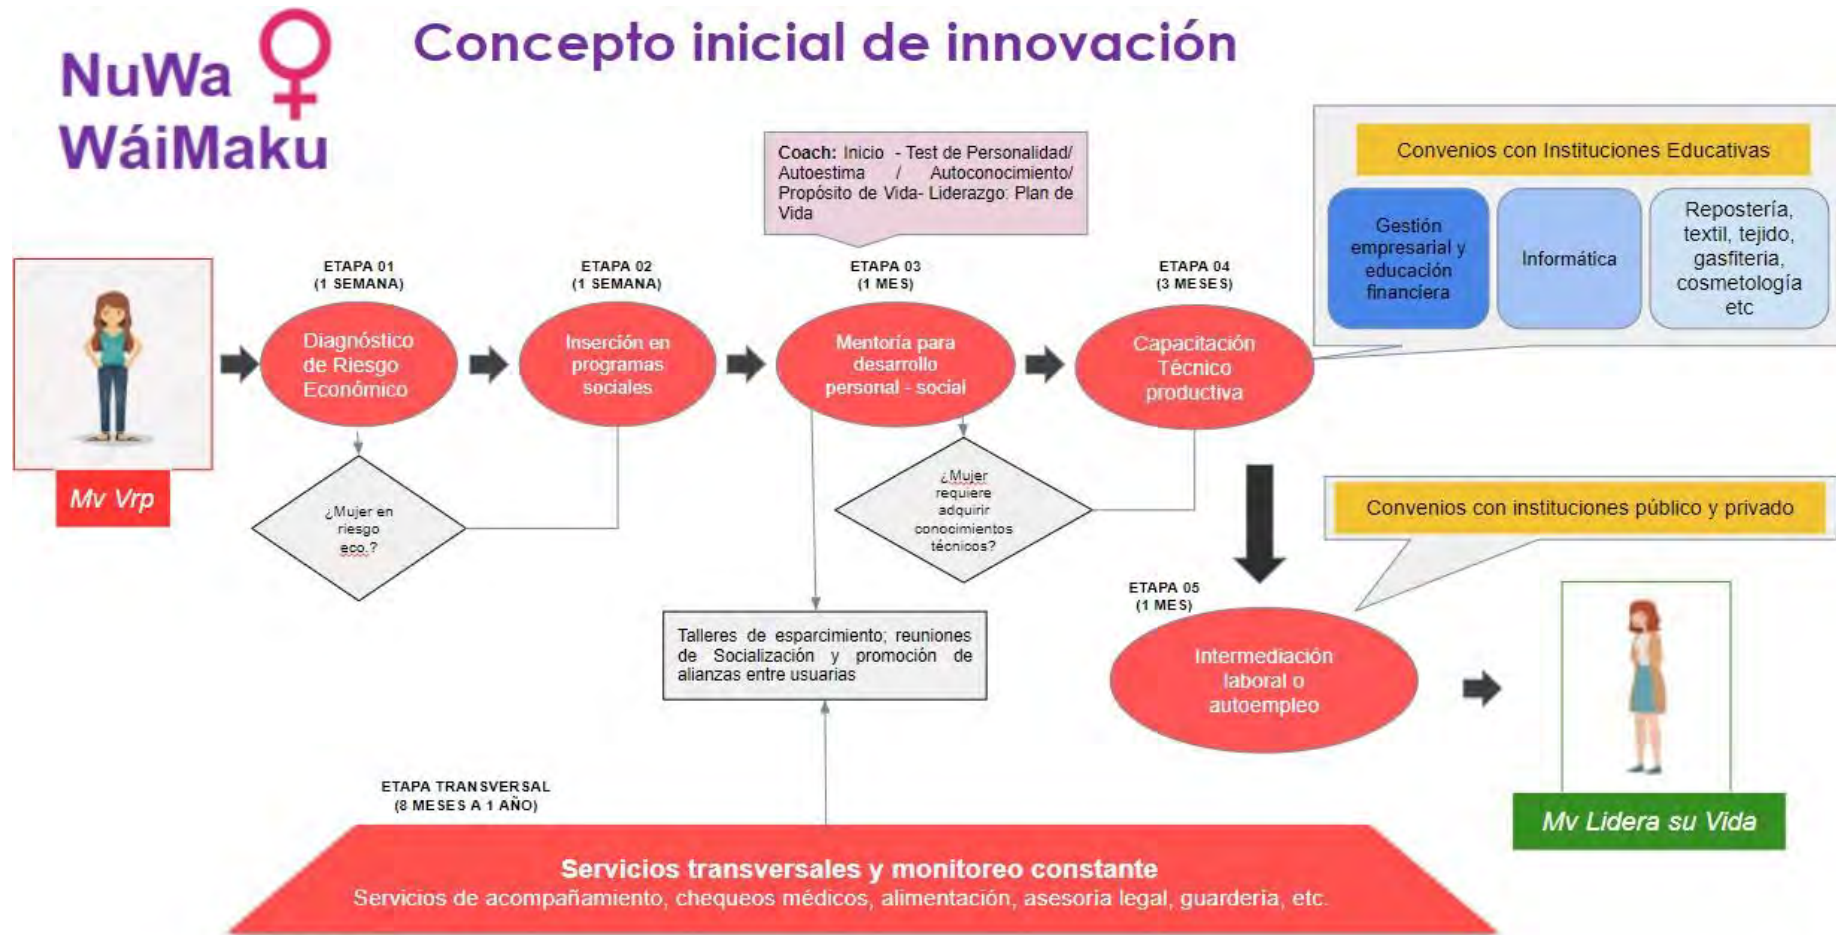 NuWa
WáiMaku
Concepto inicial de innovación
Coach: Inicio - Test de Personalidad/
Autoestima / Autoconocimiento/
Propósito de Vida- Liderazgo: Plan de
Vida
Convenios con Instituciones Educativas
Gestión
empresarial y
educación
financiera
Informática
Repostería,
textil, tejido,
gasfiteria,
cosmetología
etc
ETAPA 01
(1 SEMANA)
Diagnóstico
de Riesgo
Económico
ETAPA 02
(1 SEMANA)
Inserción en
programas
sociales
ETAPA 03
(1 MES)
Mentoría para
desarrollo
personal - social
ETAPA 04
(3 MESES)
Capacitación
Técnico
productiva
Mv Vrp
¿Mujer en
riesgo
eco.?
¿Mujer
requiere
adquirir
conocimientos
técnicos?
Convenios con instituciones público y privado
ETAPA 05
(1 MES)
Intermediación
laboral o
autoempleo
Talleres de esparcimiento; reuniones
de Socialización y promoción de
alianzas entre usuarias
Mv Lidera su Vida
ETAPA TRANSVERSAL
(8 MESES A 1 AÑO)
Servicios transversales y monitoreo constante
Servicios de acompañamiento, chequeos médicos, alimentación, asesoría legal, guardería, etc.